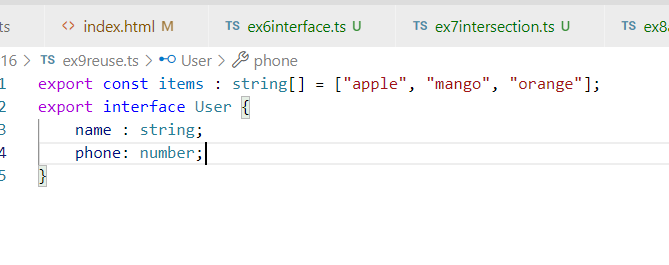 ts index.html M TS ex6interface.ts U TS ex7intersection.ts U TS ex8
16 > TS ex9reuse.ts > User > phone
1 export const items : string[] = ["apple", "mango", "orange"];
2 export interface User {
3 name : string;
4 phone: number;
5 }